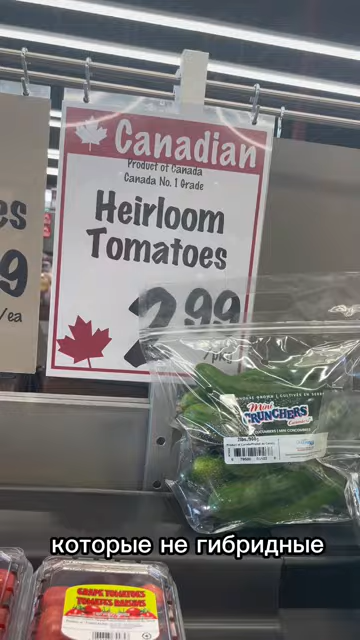 Canadian
Product of Canada
Canada No. 1 Grade
Heirloom
Tomatoes
2.99
/pkg
es
9
/ea
Mini
CRUNCHERS
которые не гибридные
GRAPE TOMATOES
TOMATES RAISINS